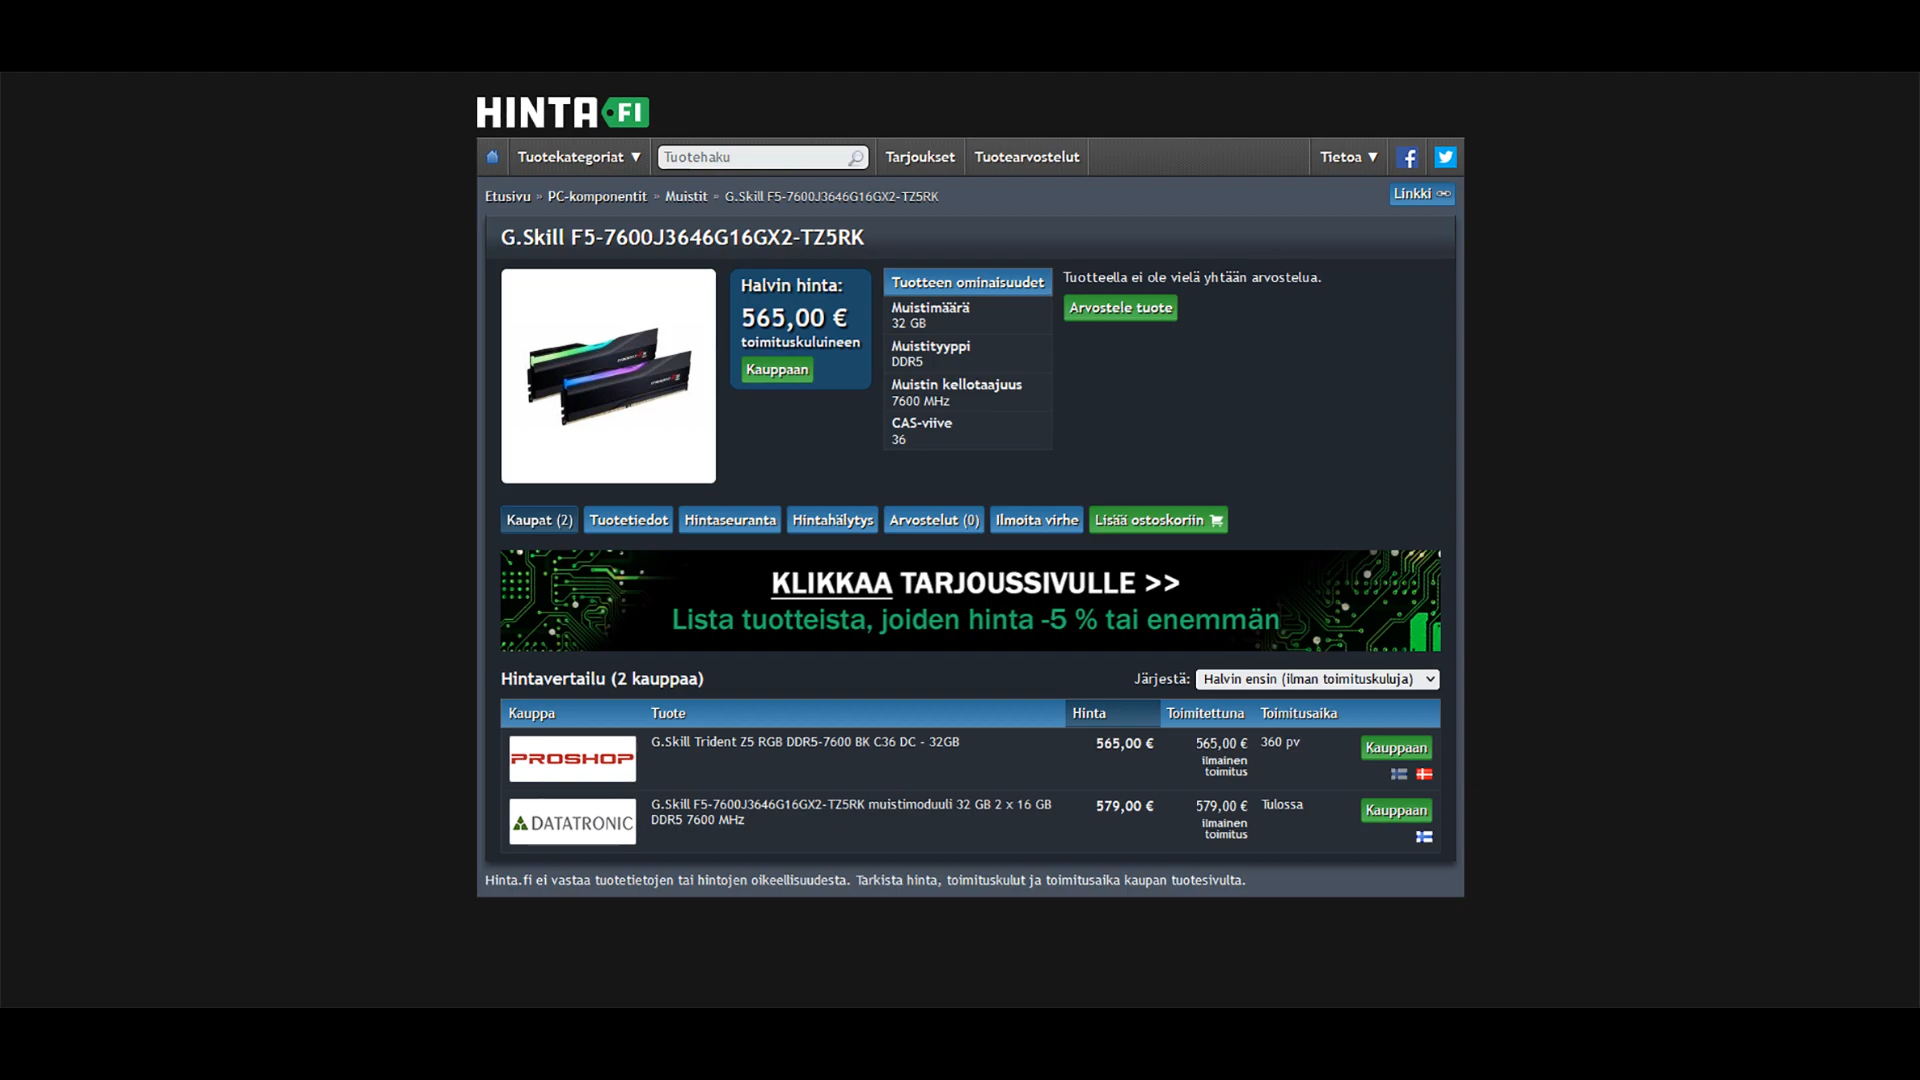 HINTA FI
Tuotekategoriat ▼ Tuotehaku Tarjoukset Tuotearvostelut Tietoa ▼
Etusivu » PC-komponentit » Muistit » G.Skill F5-7600J3646G16GX2-TZ5RK Linkki
G.Skill F5-7600J3646G16GX2-TZ5RK
Halvin hinta:
565,00 €
toimituskuluineen
Kauppaan
Tuotteen ominaisuudet
Muistimäärä
32 GB
Muistityyppi
DDR5
Muistin kellotaajuus
7600 MHz
CAS-viive
36
Tuotteella ei ole vielä yhtään arvostelua.
Arvostele tuote
Kaupat (2) Tuotetiedot Hintaseuranta Hintahälytys Arvostelut (0) Ilmoita virhe Lisää ostoskoriin
KLIKKAA TARJOUSSIVULLE >>
Lista tuotteista, joiden hinta -5 % tai enemmän
Hintavertailu (2 kauppaa) Järjestä: Halvin ensin (ilman toimituskuluja)
Kauppa Tuote Hinta Toimitettuna Toimitusaika
PROSHOP G.Skill Trident Z5 RGB DDR5-7600 BK C36 DC - 32GB 565,00 € 565,00 € 360 pv Kauppaan
ilmainen
toimitus
DATATRONIC G.Skill F5-7600J3646G16GX2-TZ5RK muistimoduuli 32 GB 2 x 16 GB 579,00 € 579,00 € Tulossa Kauppaan
DDR5 7600 MHz ilmainen
toimitus
Hinta.fi ei vastaa tuotetietojen tai hintojen oikeellisuudesta. Tarkista hinta, toimituskulut ja toimitusaika kaupan tuotesivulta.